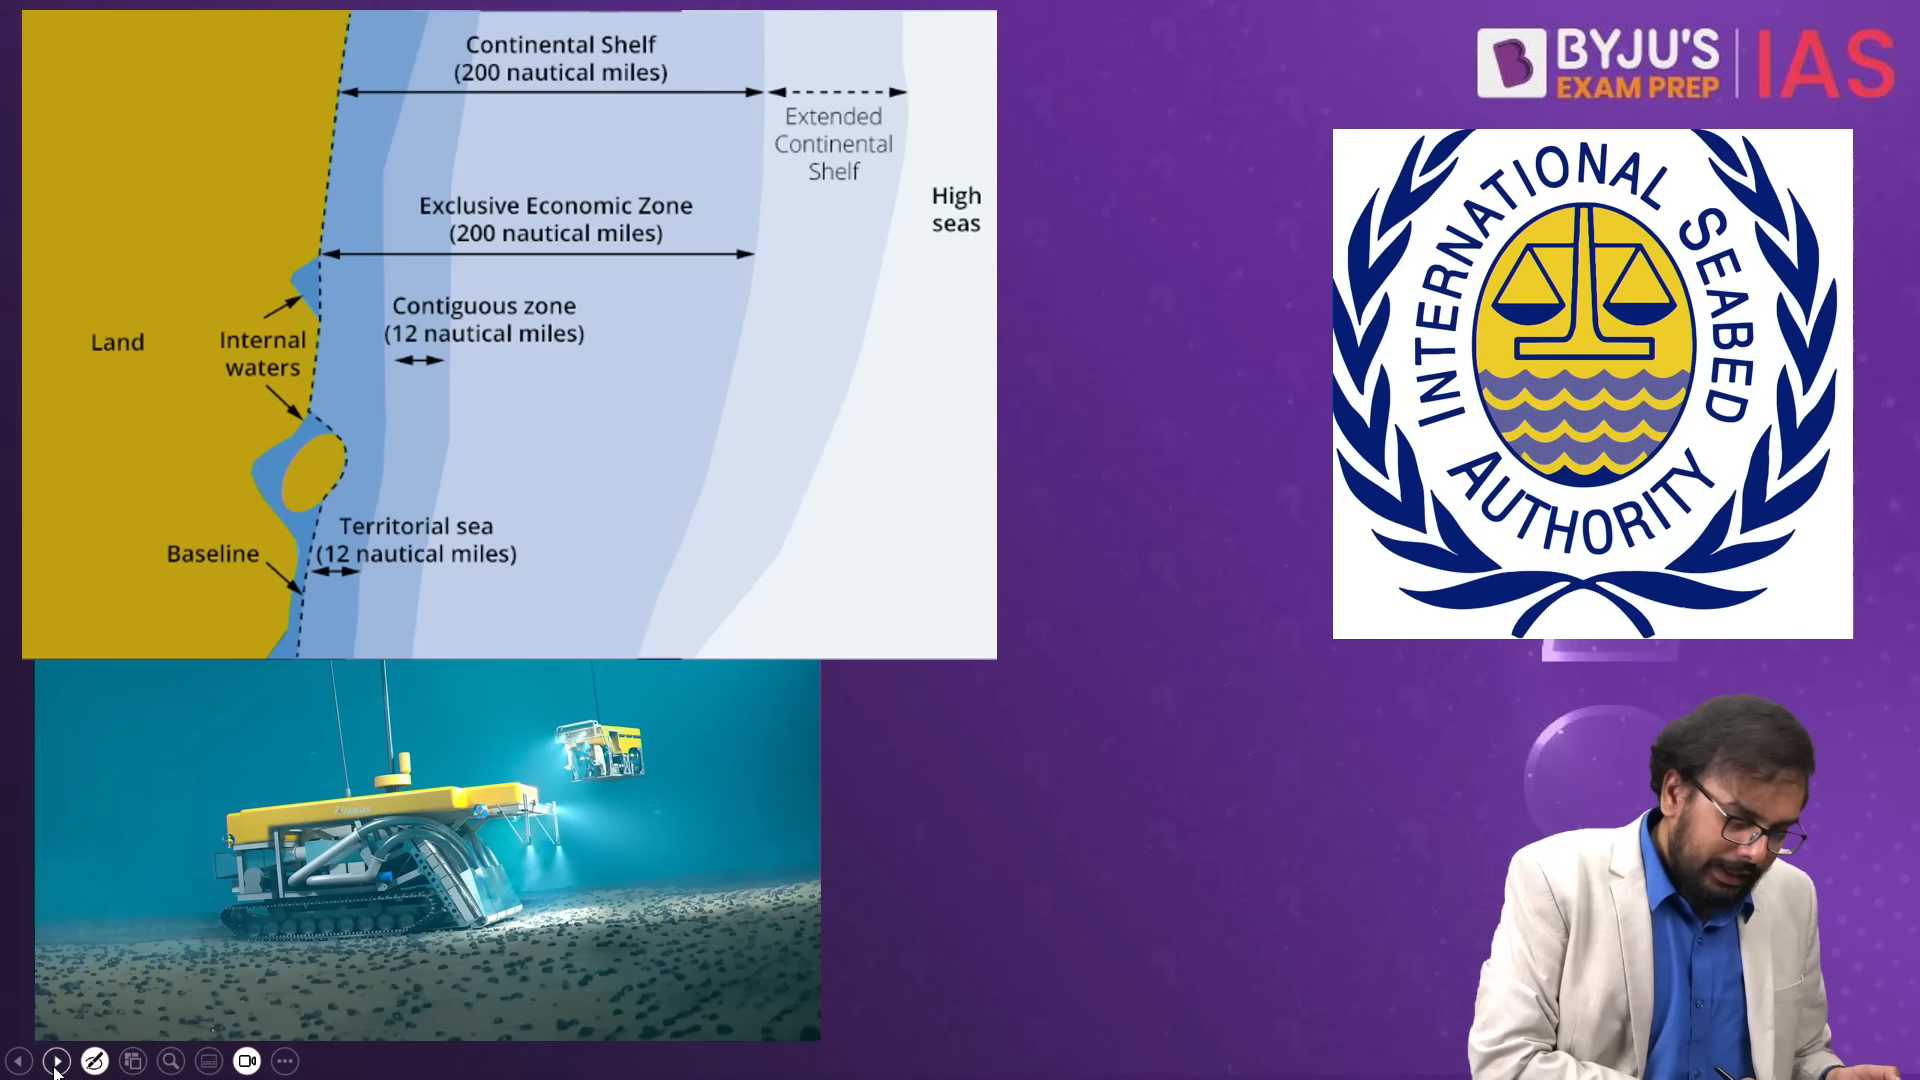 Continental Shelf
(200 nautical miles)
Extended
Continental
Shelf
High
seas
Exclusive Economic Zone
(200 nautical miles)
Contiguous zone
(12 nautical miles)
Land
Internal
waters
Territorial sea
(12 nautical miles)
Baseline
BYJU'S
EXAM PREP
IAS
INTERNATIONAL SEABED
AUTHORITY